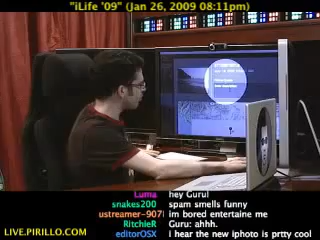 "iLife '09" (Jan 26, 2009 08:11pm)
Luma hey Guru!
snakes200 spam smells funny
ustreamer-907 im bored entertaine me
RitchieR Guru: ahhh.
LIVE.PIRILLO.COM editorOSX i hear the new iphoto is prtty cool